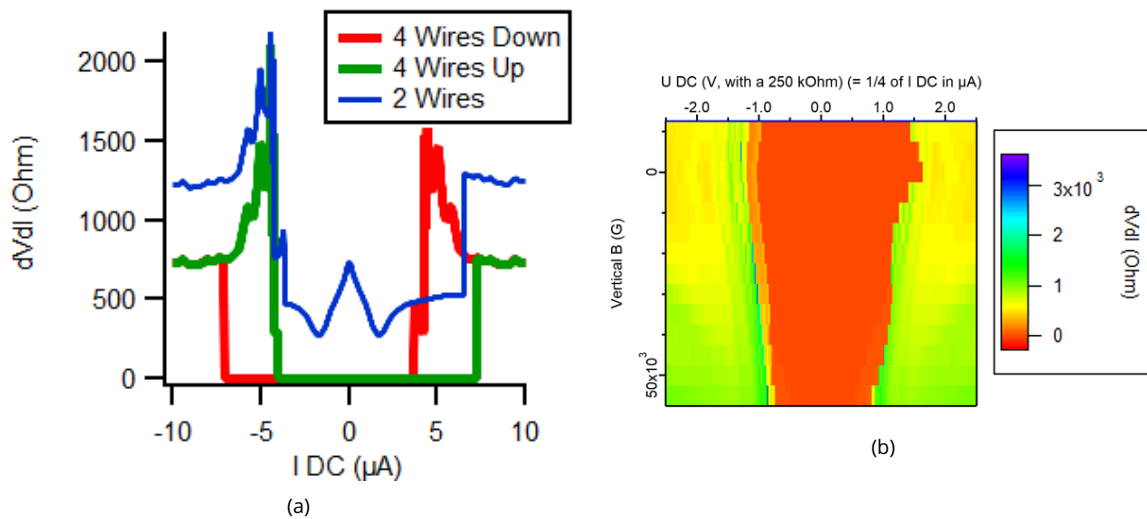 4 Wires Down
4 Wires Up
2 Wires
dVdI (Ohm)
2000
1500
1000
500
0
-10
-5
0
5
10
I DC (µA)
(a)
U DC (V, with a 250 kOhm) (= 1/4 of I DC in µA)
-2.0
-1.0
0.0
1.0
2.0
Vertical B (G)
0
50x10³
3x10³
2
1
0
dVdI (Ohm)
(b)